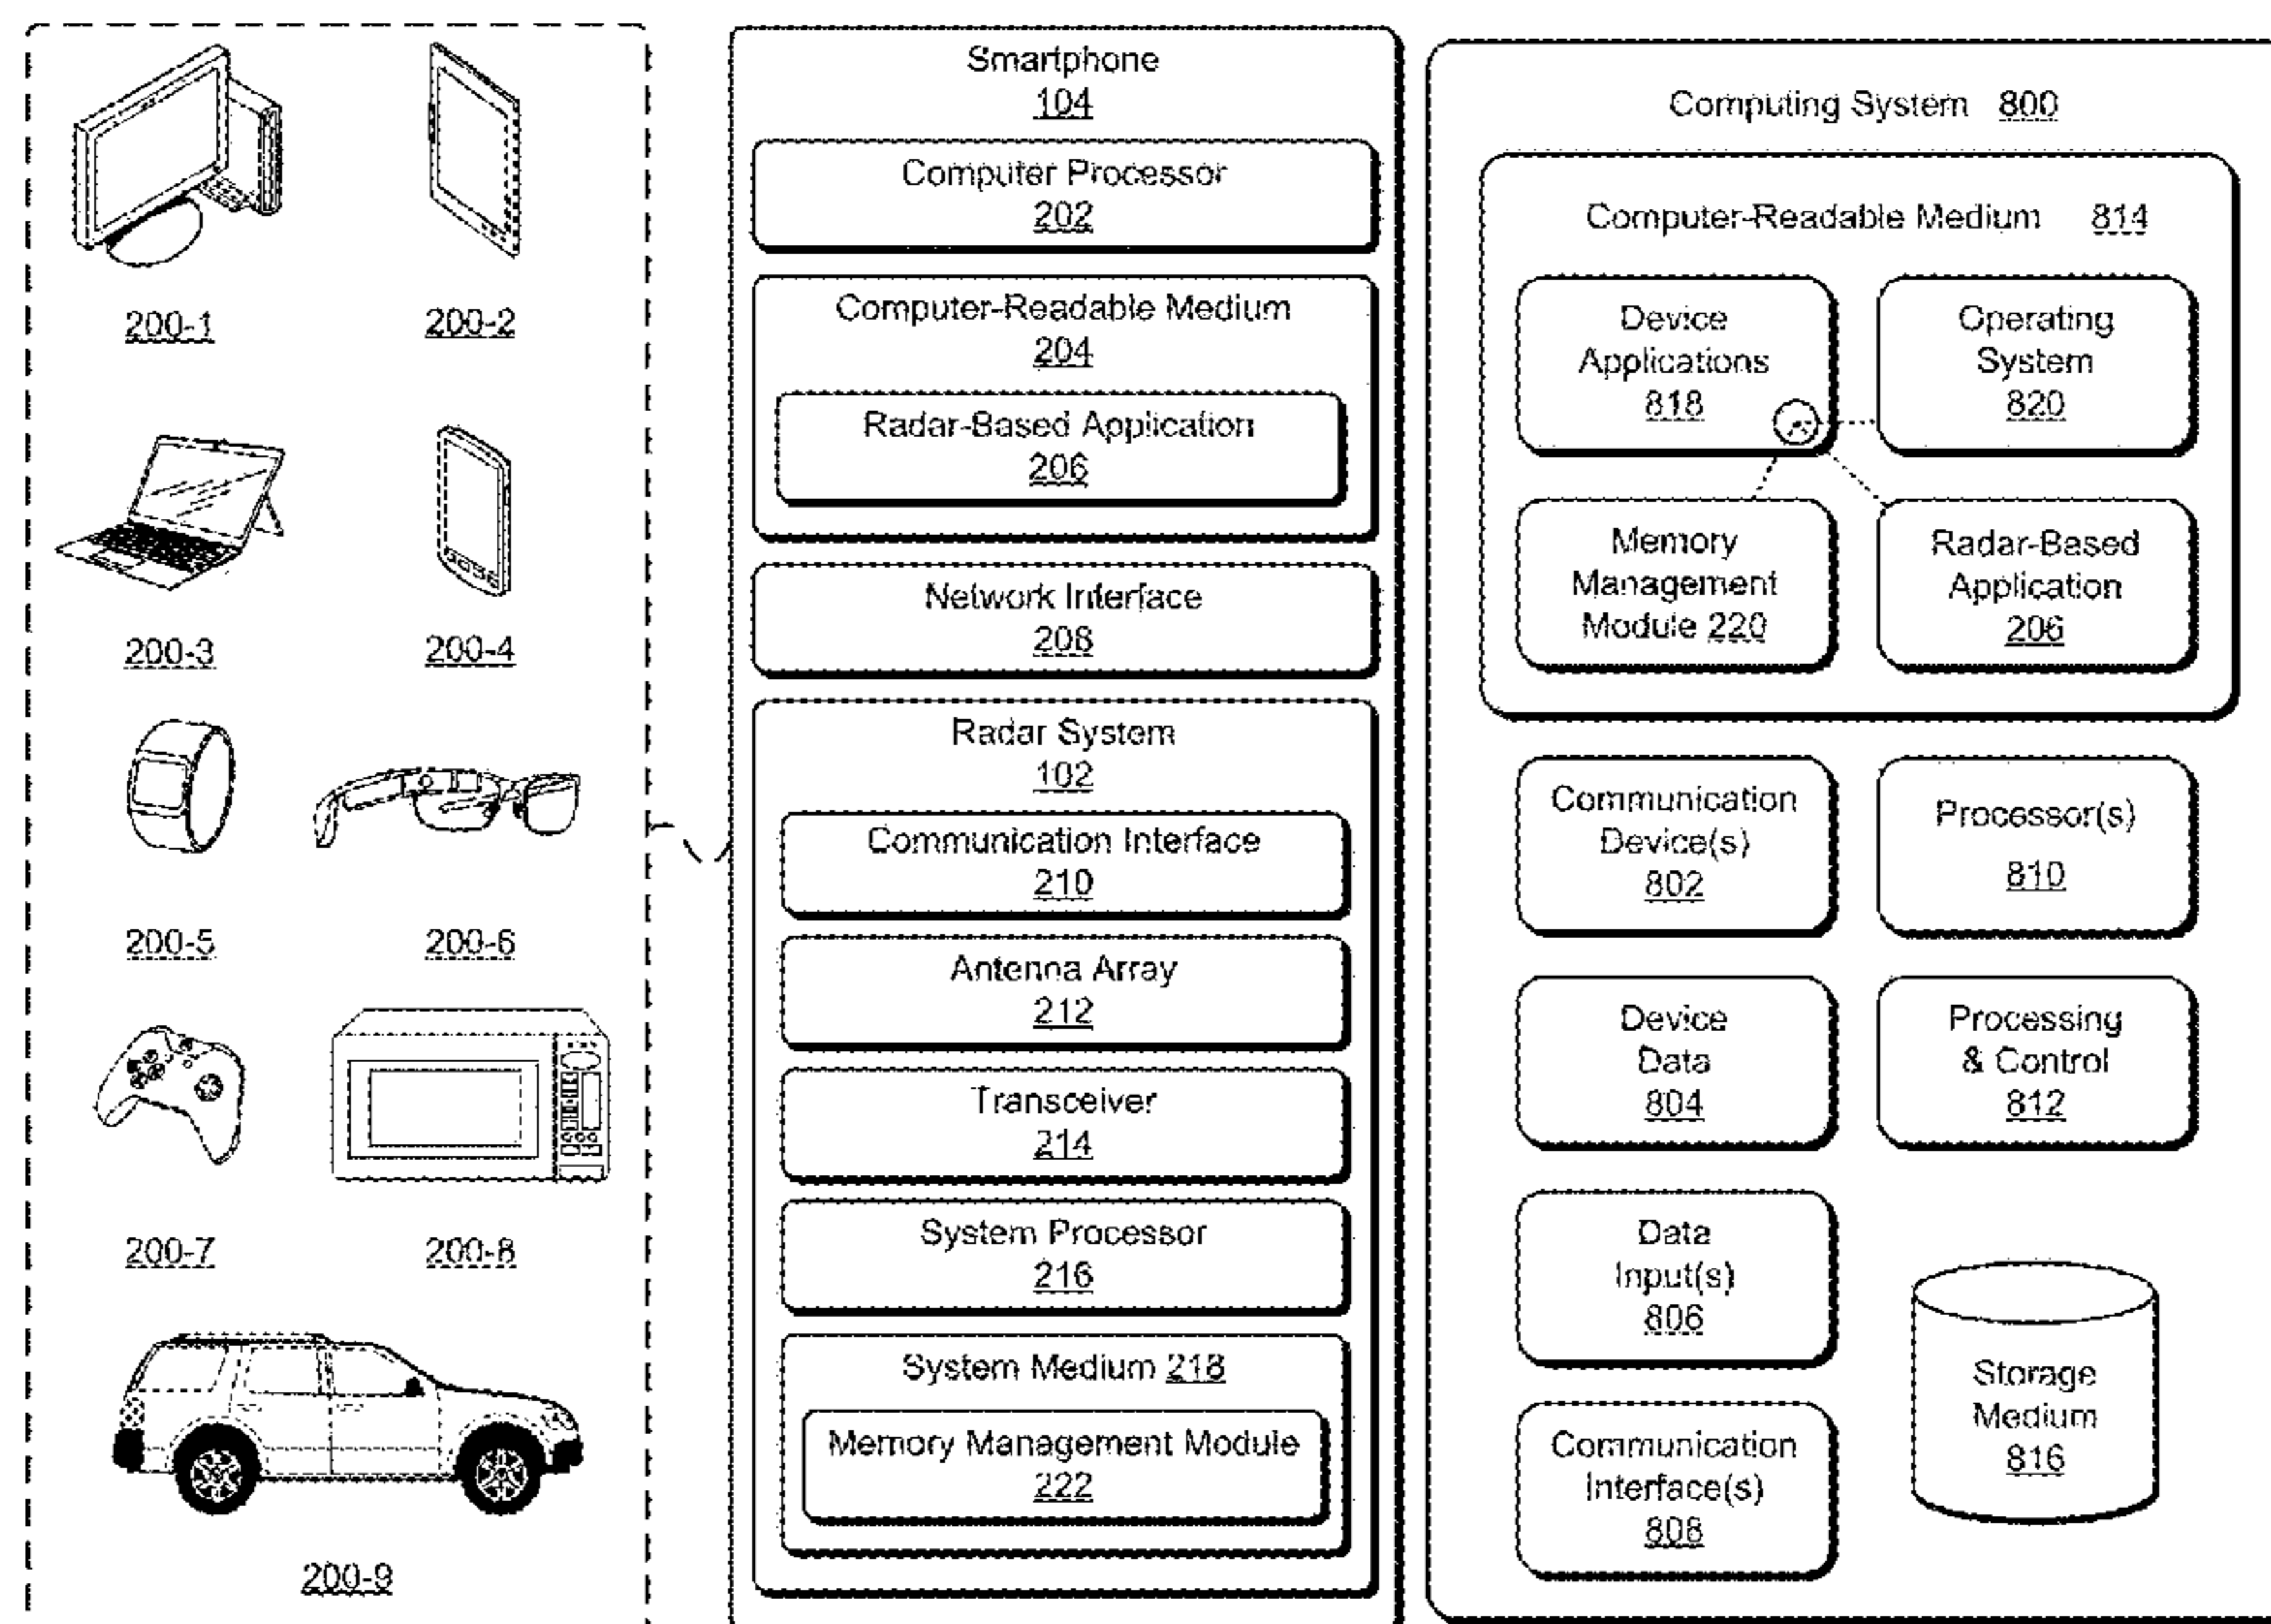 200-1
200-2
200-3
200-4
200-5
200-6
200-7
200-8
200-9
Smartphone
104
Computer Processor
202
Computer-Readable Medium
204
Radar-Based Application
206
Network Interface
208
Radar System
102
Communication Interface
210
Antenna Array
212
Transceiver
214
System Processor
216
System Medium 218
Memory Management Module
222
Computing System 800
Computer-Readable Medium 814
Device
Applications
818
Operating
System
820
Memory
Management
Module 220
Radar-Based
Application
206
Communication
Device(s)
802
Processor(s)
810
Device
Data
804
Processing
& Control
812
Data
Input(s)
806
Storage
Medium
816
Communication
Interface(s)
808